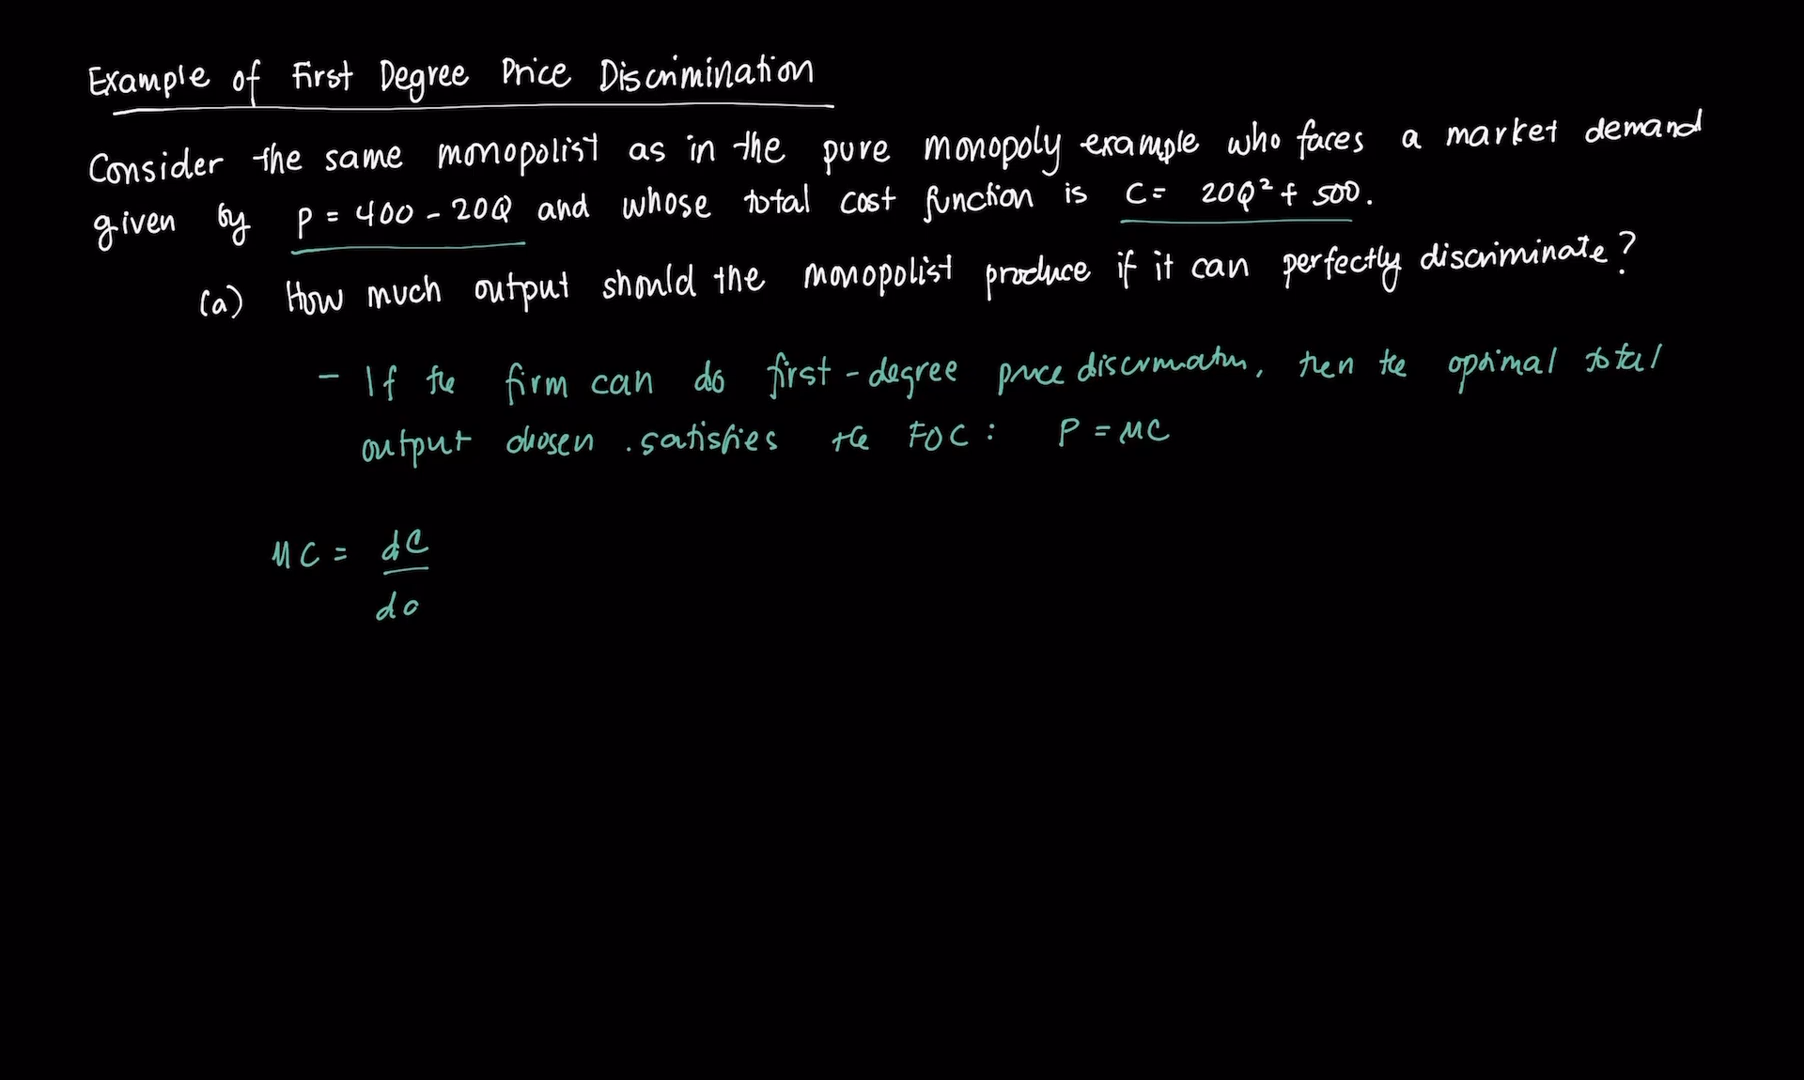 Example of First Degree Price Discrimination
Consider the same monopolist as in the pure monopoly example who faces a market demand
given by P = 400 - 20Q and whose total cost function is C = 20Q² + 500.
(a) How much output should the monopolist produce if it can perfectly discriminate?
- If the firm can do first-degree price discrimination, then the optimal total
output chosen satisfies the FOC: P = MC
MC = dC
dQ